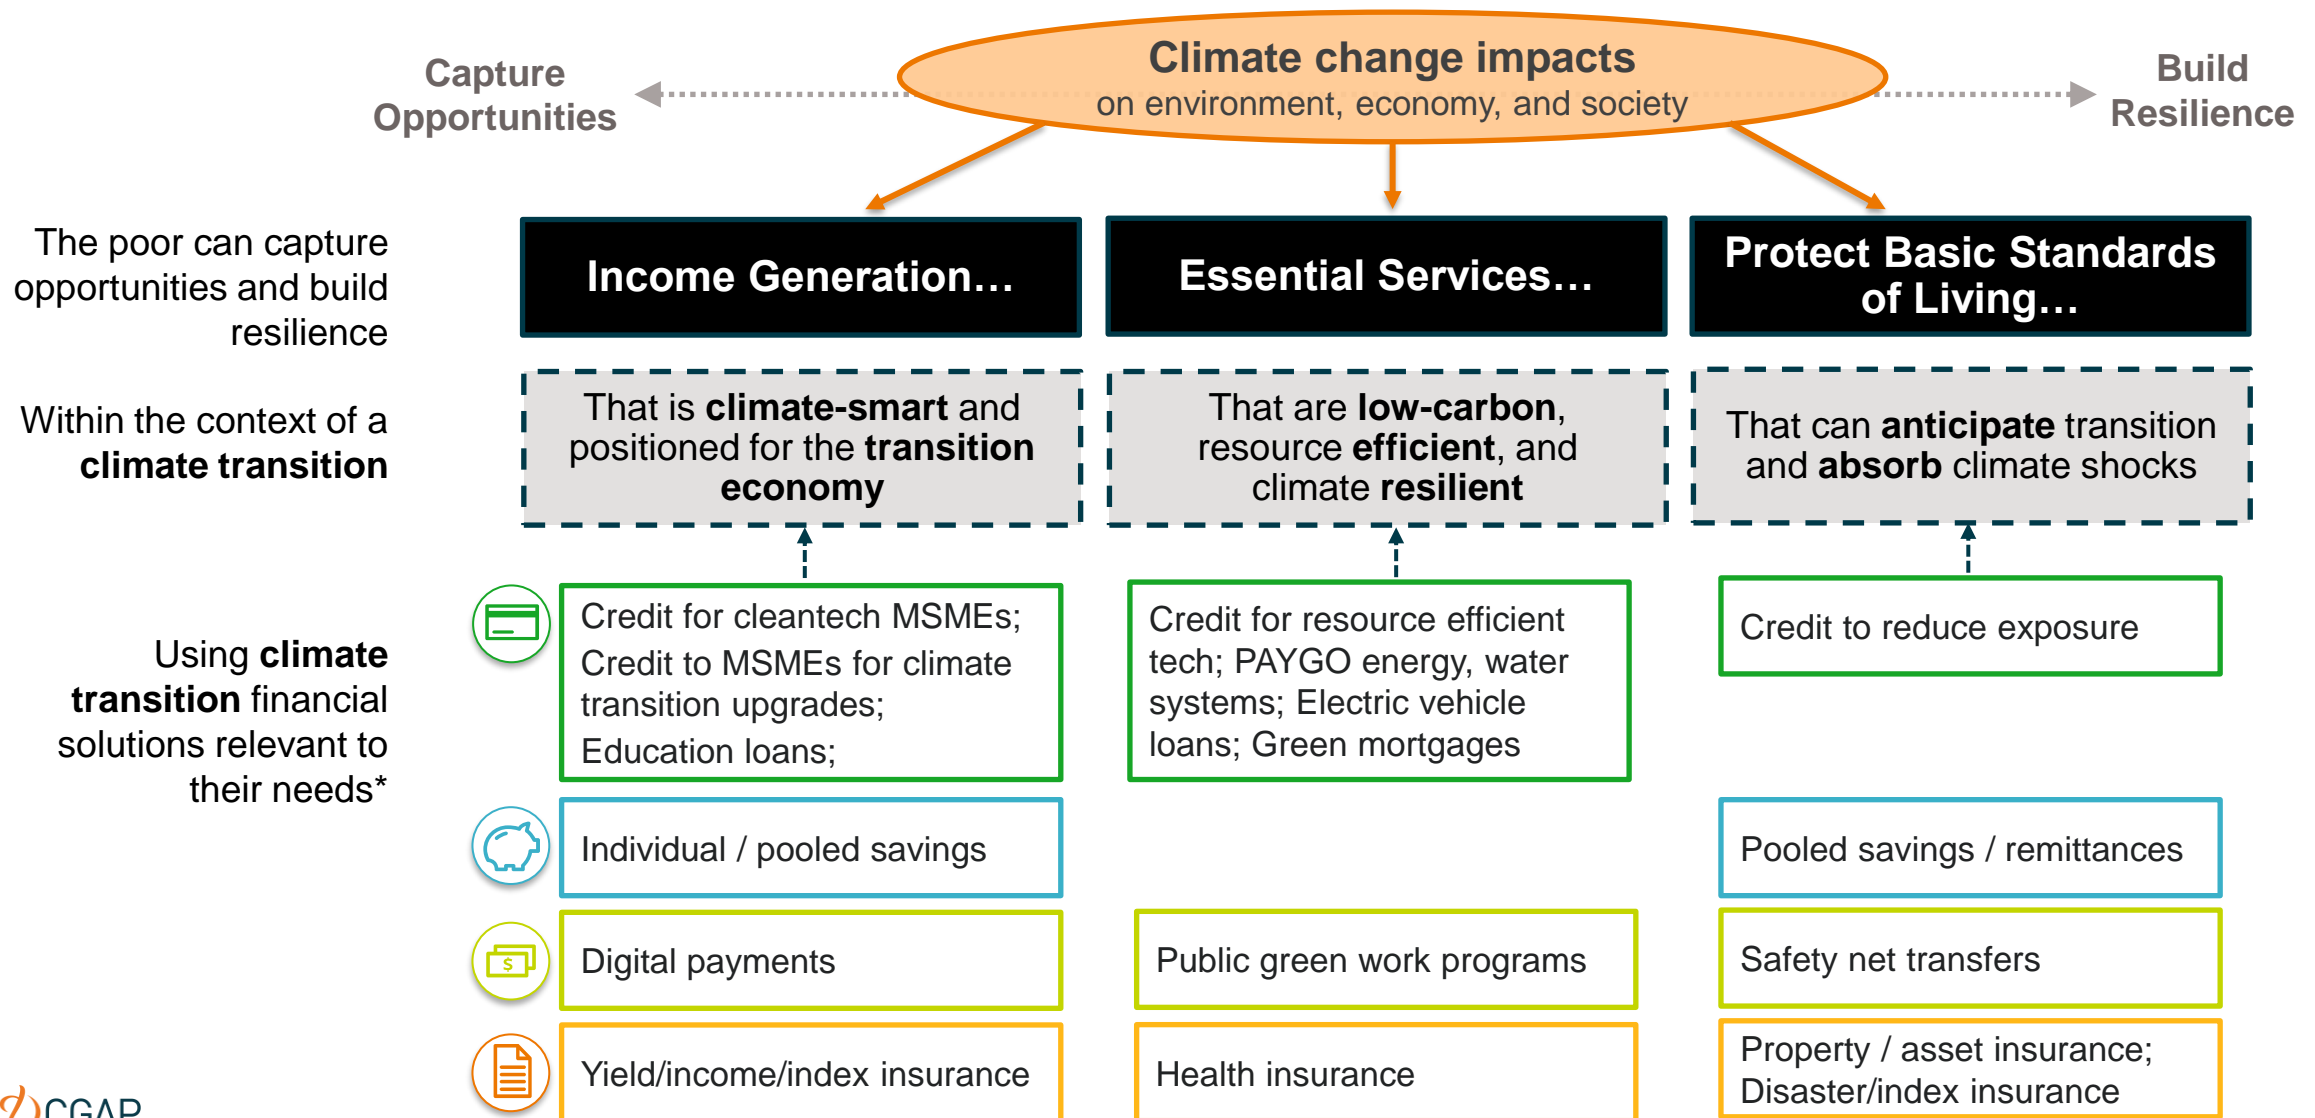 Climate change impacts
on environment, economy, and society
Capture
Opportunities
Build
Resilience
The poor can capture
opportunities and build
resilience
Income Generation…
Essential Services…
Protect Basic Standards
of Living…
Within the context of a
climate transition
That is climate-smart and
positioned for the transition
economy
That are low-carbon,
resource efficient, and
climate resilient
That can anticipate transition
and absorb climate shocks
Using climate
transition financial
solutions relevant to
their needs*
Credit for cleantech MSMEs;
Credit to MSMEs for climate
transition upgrades;
Education loans;
Credit for resource efficient
tech; PAYGO energy, water
systems; Electric vehicle
loans; Green mortgages
Credit to reduce exposure
Individual / pooled savings
Pooled savings / remittances
$
Digital payments
Public green work programs
Safety net transfers
Yield/income/index insurance
Health insurance
Property / asset insurance;
Disaster/index insurance
CGAP